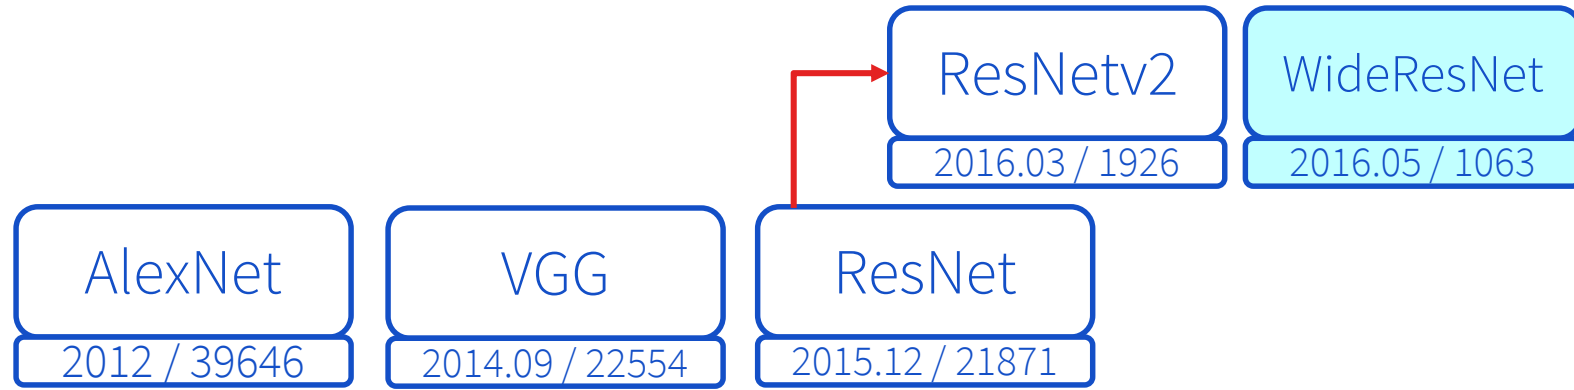 ResNetv2
2016.03 / 1926
WideResNet
2016.05 / 1063
AlexNet
2012 / 39646
VGG
2014.09 / 22554
ResNet
2015.12 / 21871